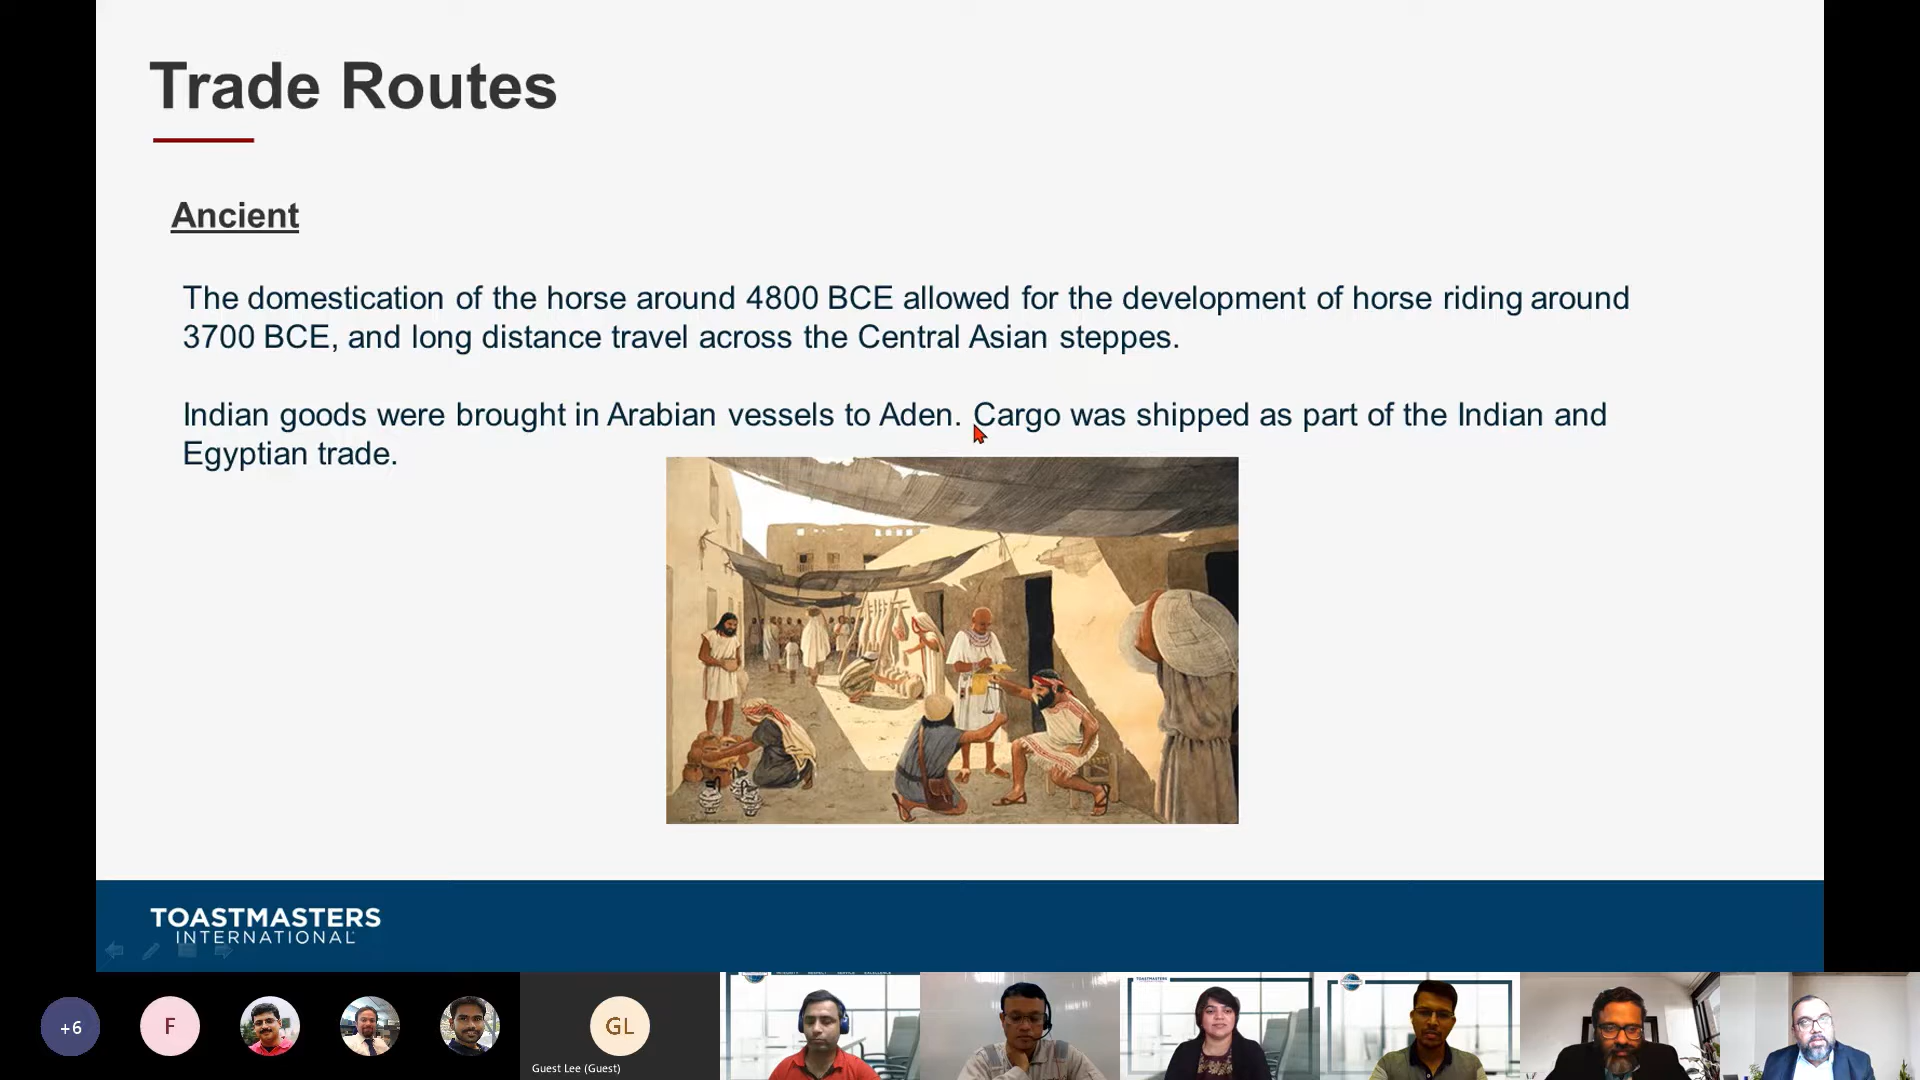 Trade Routes
Ancient
The domestication of the horse around 4800 BCE allowed for the development of horse riding around
3700 BCE, and long distance travel across the Central Asian steppes.
Indian goods were brought in Arabian vessels to Aden. Cargo was shipped as part of the Indian and
Egyptian trade.
TOASTMASTERS
INTERNATIONAL
+6
F
GL
Guest Lee (Guest)
TOASTMASTERS